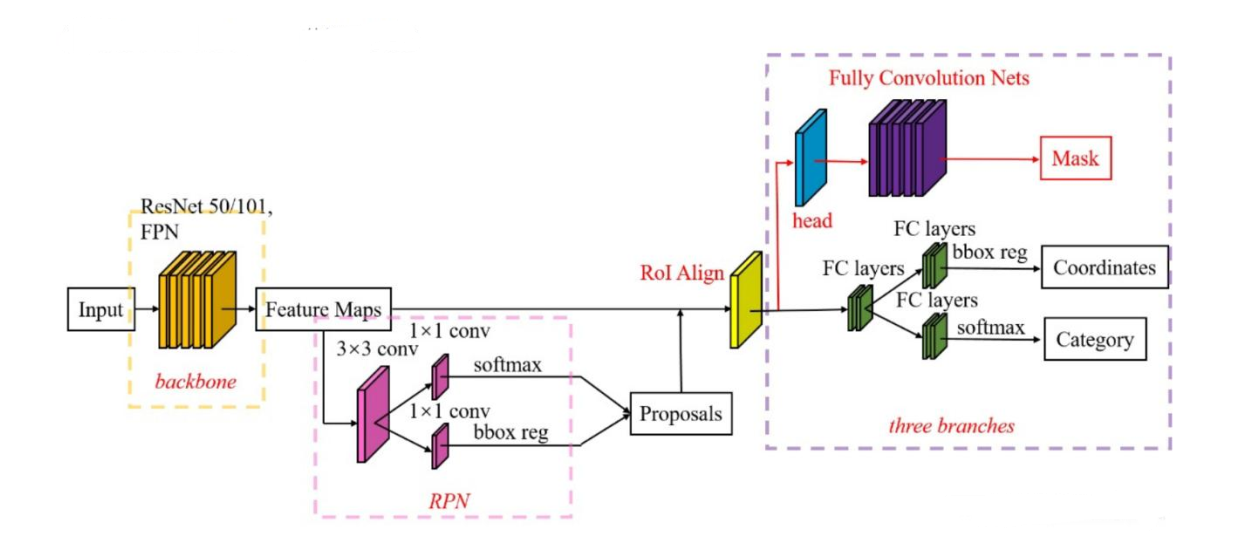 Fully Convolution Nets
Mask
head
ResNet 50/101,
FPN
FC layers
bbox reg
RoI Align
FC layers
Coordinates
Input
Feature Maps
FC layers
softmax
Category
1×1 conv
3×3 conv
softmax
backbone
1×1 conv
bbox reg
Proposals
three branches
RPN